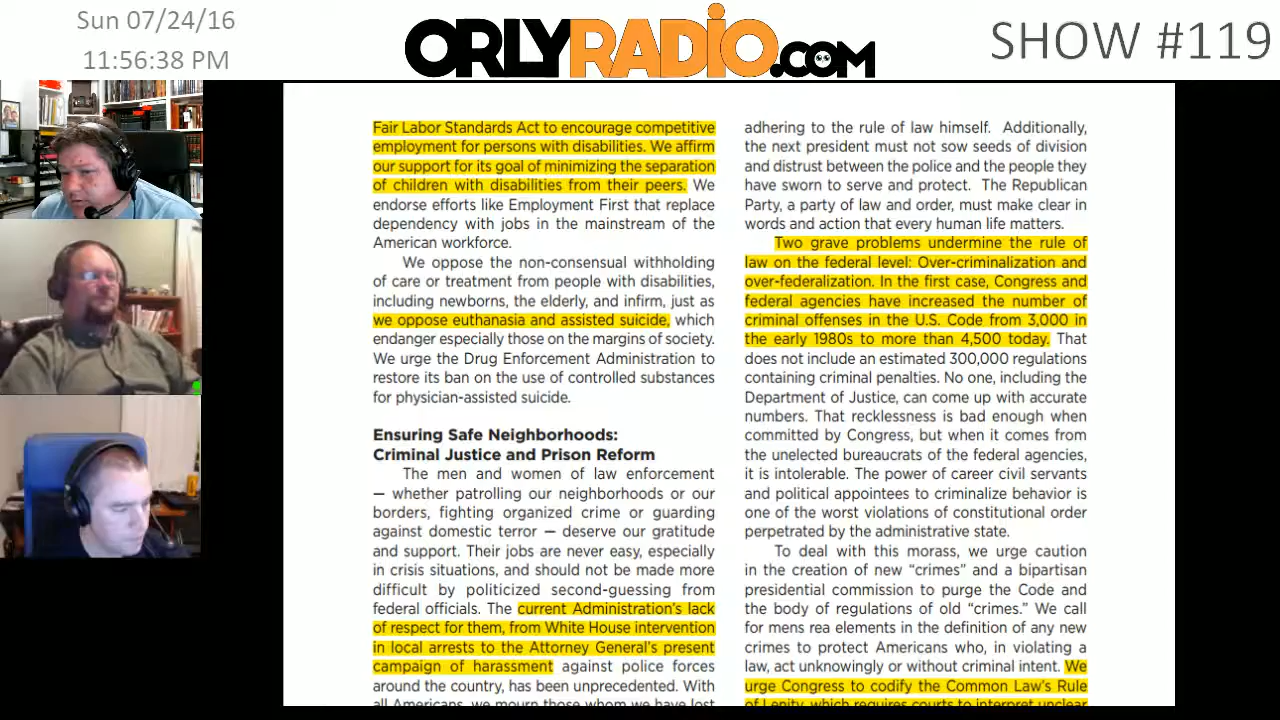 Sun 07/24/16
11:56:38 PM
ORLYRADiO.COM
SHOW #119
Fair Labor Standards Act to encourage competitive
employment for persons with disabilities. We affirm
our support for its goal of minimizing the separation
of children with disabilities from their peers. We
endorse efforts like Employment First that replace
dependency with jobs in the mainstream of the
American workforce.
We oppose the non-consensual withholding
of care or treatment from people with disabilities,
including newborns, the elderly, and infirm, just as
we oppose euthanasia and assisted suicide, which
endanger especially those on the margins of society.
We urge the Drug Enforcement Administration to
restore its ban on the use of controlled substances
for physician-assisted suicide.
Ensuring Safe Neighborhoods:
Criminal Justice and Prison Reform
The men and women of law enforcement
— whether patrolling our neighborhoods or our
borders, fighting organized crime or guarding
against domestic terror — deserve our gratitude
and support. Their jobs are never easy, especially
in crisis situations, and should not be made more
difficult by politicized second-guessing from
federal officials. The current Administration's lack
of respect for them, from White House intervention
in local arrests to the Attorney General's present
campaign of harassment against police forces
around the country, has been unprecedented. With
all Americans, we mourn those whom we have lost
adhering to the rule of law himself. Additionally,
the next president must not sow seeds of division
and distrust between the police and the people they
have sworn to serve and protect. The Republican
Party, a party of law and order, must make clear in
words and action that every human life matters.
Two grave problems undermine the rule of
law on the federal level: Over-criminalization and
over-federalization. In the first case, Congress and
federal agencies have increased the number of
criminal offenses in the U.S. Code from 3,000 in
the early 1980s to more than 4,500 today. That
does not include an estimated 300,000 regulations
containing criminal penalties. No one, including the
Department of Justice, can come up with accurate
numbers. That recklessness is bad enough when
committed by Congress, but when it comes from
the unelected bureaucrats of the federal agencies,
it is intolerable. The power of career civil servants
and political appointees to criminalize behavior is
one of the worst violations of constitutional order
perpetrated by the administrative state.
To deal with this morass, we urge caution
in the creation of new “crimes” and a bipartisan
presidential commission to purge the Code and
the body of regulations of old “crimes.” We call
for mens rea elements in the definition of any new
crimes to protect Americans who, in violating a
law, act unknowingly or without criminal intent. We
urge Congress to codify the Common Law's Rule
of Lenity, which requires courts to interpret unclear